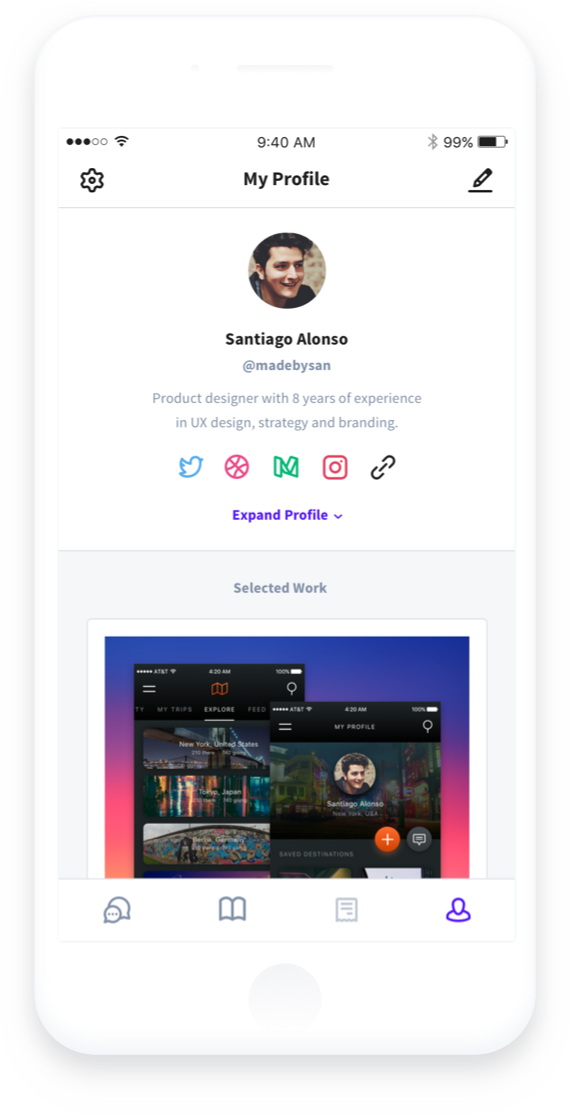 9:40 AM
99%
My Profile
Santiago Alonso
@madebysan
Product designer with 8 years of experience
in UX design, strategy and branding.
Expand Profile
Selected Work
AT&T
4:20 AM
100%
TY
MY TRIPS
EXPLORE
FEED
New York, United States
Tokyo, Japan
Berlin, Germany
AT&T
4:20 AM
100%
MY PROFILE
Santiago Alonso
New York, USA
SAVED DESTINATIONS